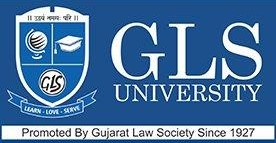 GLS
LEARN - LOVE - SERVE
GLS
UNIVERSITY
Promoted By Gujarat Law Society Since 1927